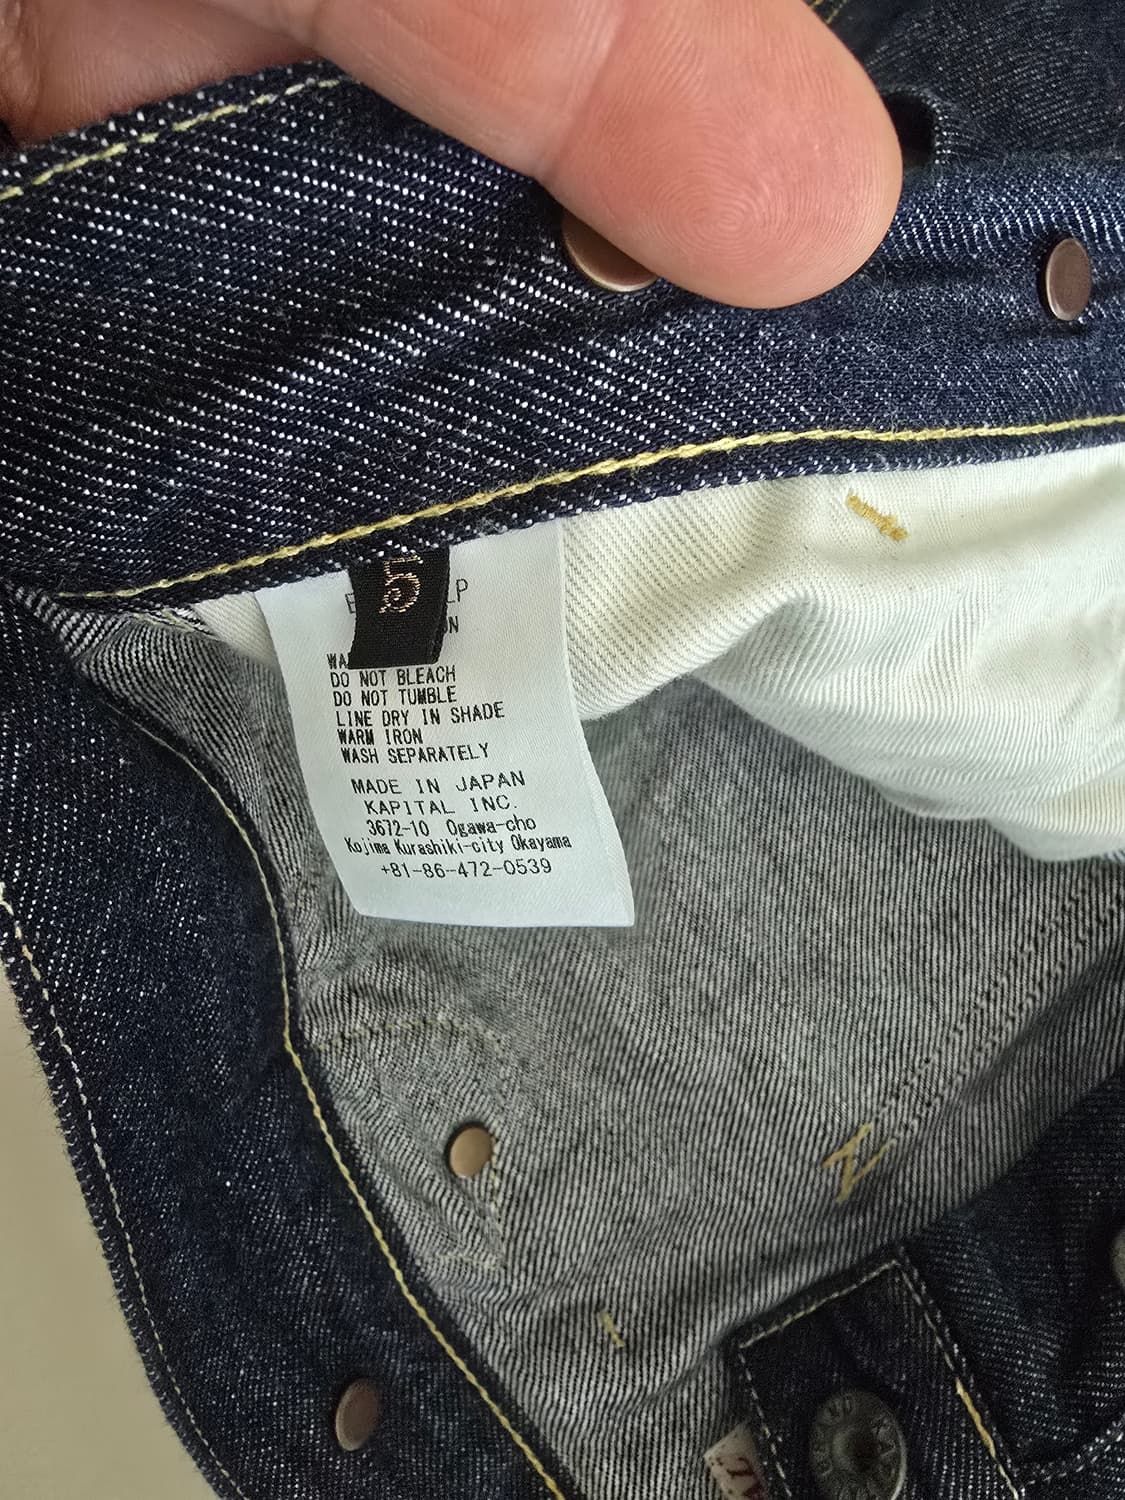 5
LP
DO NOT BLEACH
DO NOT TUMBLE
LINE DRY IN SHADE
WARM IRON
WASH SEPARATELY
MADE IN JAPAN
KAPITAL INC.
3672-10 Ogawa-cho
Kojima Kurashiki-city Okayama
+81-86-472-0539